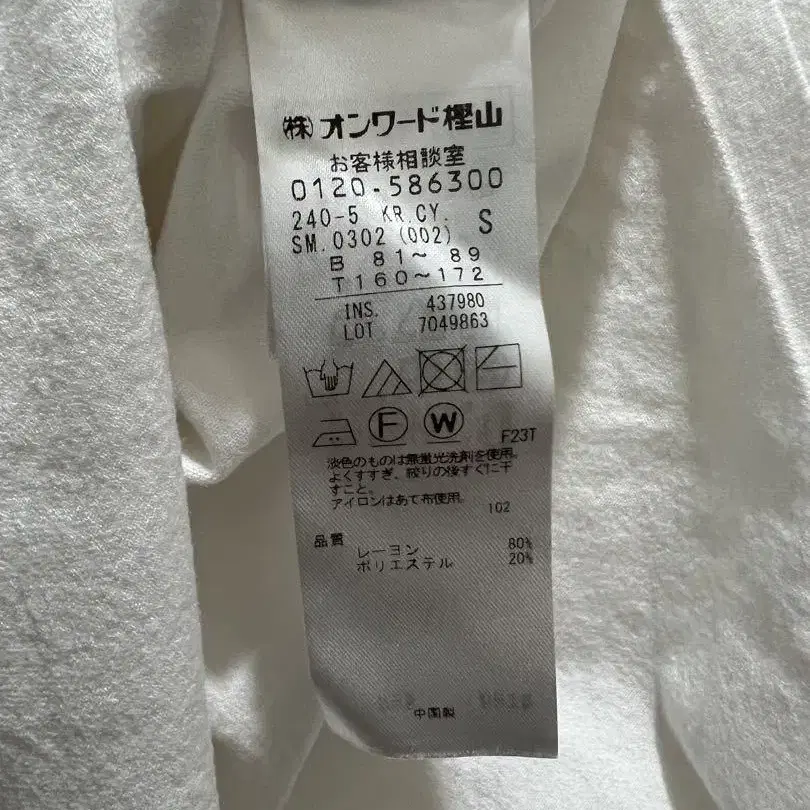 ㈱オンワード樫山
お客様相談室
0120-586300
240-5 KR.CY. S
SM.0302 (002)
B 81～ 89
T160～172
INS. 437980
LOT 7049863
F W
F23T
淡色のものは無蛍光洗剤を使用。
よくすすぎ、絞りの後すぐに干
すこと。
アイロンはあて布使用。
102
品質
レーヨン 80%
ポリエステル 20%
中国製